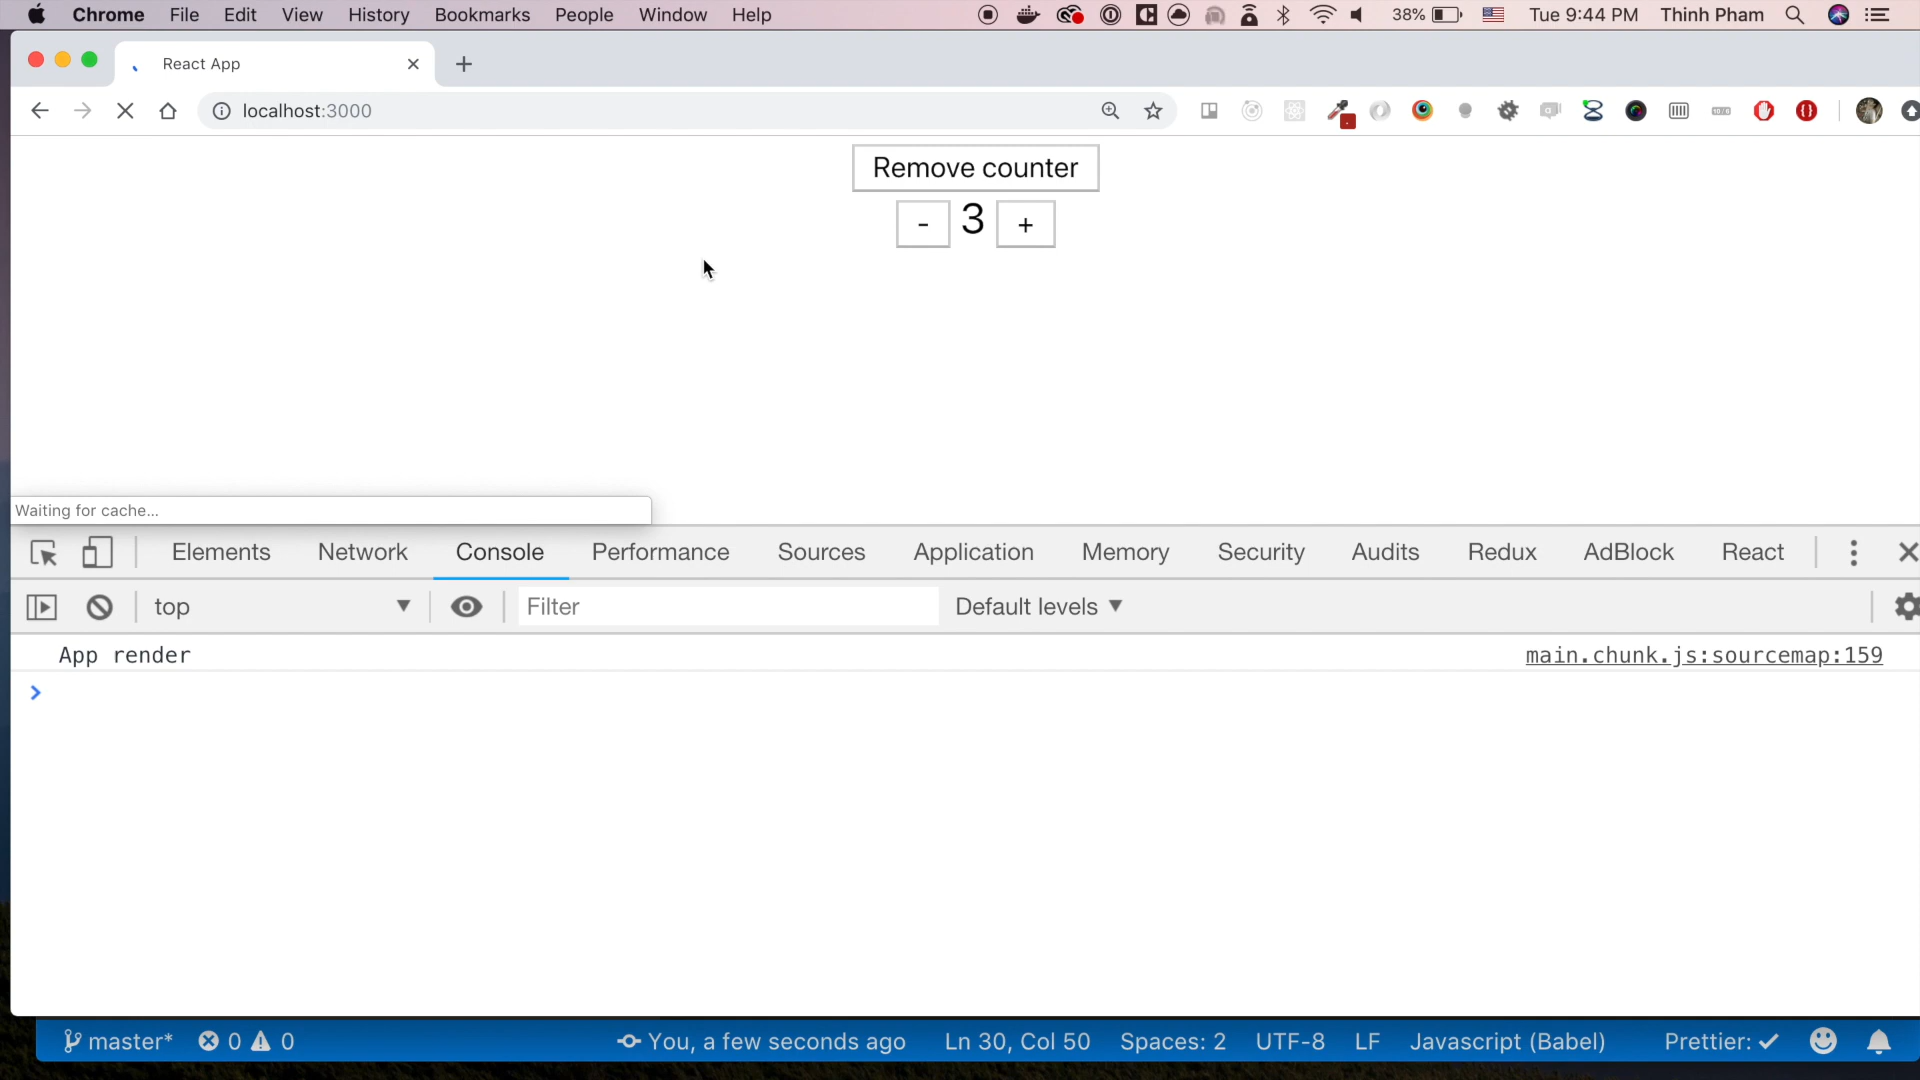 Chrome File Edit View History Bookmarks People Window Help 38% Tue 9:44 PM Thinh Pham
React App
localhost:3000
Remove counter
- 3 +
Waiting for cache...
Elements Network Console Performance Sources Application Memory Security Audits Redux AdBlock React
top Filter Default levels
App render main.chunk.js:sourcemap:159
master* 0 0 You, a few seconds ago Ln 30, Col 50 Spaces: 2 UTF-8 LF Javascript (Babel) Prettier: